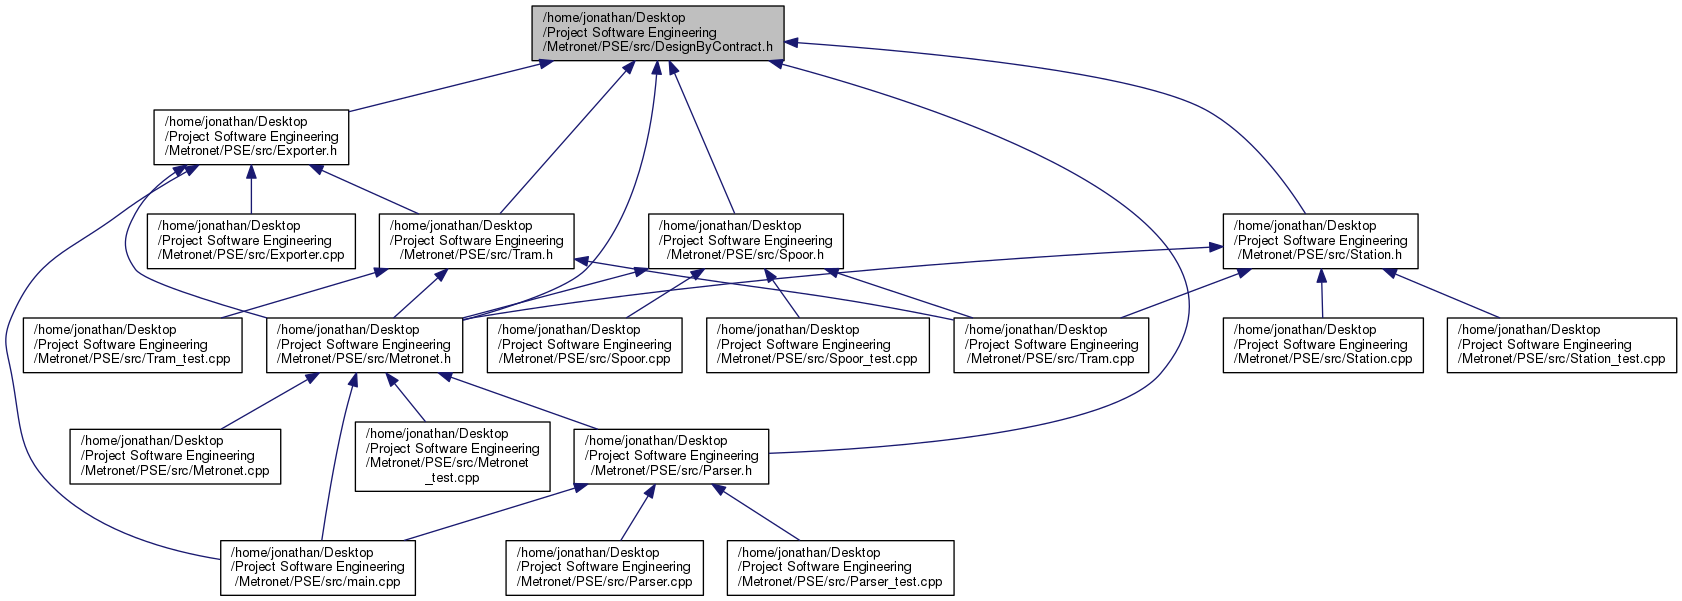 /home/jonathan/Desktop
/Project Software Engineering
/Metronet/PSE/src/DesignByContract.h
/home/jonathan/Desktop
/Project Software Engineering
/Metronet/PSE/src/Exporter.h
/home/jonathan/Desktop
/Project Software Engineering
/Metronet/PSE/src/Exporter.cpp
/home/jonathan/Desktop
/Project Software Engineering
/Metronet/PSE/src/Tram.h
/home/jonathan/Desktop
/Project Software Engineering
/Metronet/PSE/src/Spoor.h
/home/jonathan/Desktop
/Project Software Engineering
/Metronet/PSE/src/Station.h
/home/jonathan/Desktop
/Project Software Engineering
/Metronet/PSE/src/Tram_test.cpp
/home/jonathan/Desktop
/Project Software Engineering
/Metronet/PSE/src/Metronet.h
/home/jonathan/Desktop
/Project Software Engineering
/Metronet/PSE/src/Spoor.cpp
/home/jonathan/Desktop
/Project Software Engineering
/Metronet/PSE/src/Spoor_test.cpp
/home/jonathan/Desktop
/Project Software Engineering
/Metronet/PSE/src/Tram.cpp
/home/jonathan/Desktop
/Project Software Engineering
/Metronet/PSE/src/Station.cpp
/home/jonathan/Desktop
/Project Software Engineering
/Metronet/PSE/src/Station_test.cpp
/home/jonathan/Desktop
/Project Software Engineering
/Metronet/PSE/src/Metronet.cpp
/home/jonathan/Desktop
/Project Software Engineering
/Metronet/PSE/src/Metronet
_test.cpp
/home/jonathan/Desktop
/Project Software Engineering
/Metronet/PSE/src/Parser.h
/home/jonathan/Desktop
/Project Software Engineering
/Metronet/PSE/src/main.cpp
/home/jonathan/Desktop
/Project Software Engineering
/Metronet/PSE/src/Parser.cpp
/home/jonathan/Desktop
/Project Software Engineering
/Metronet/PSE/src/Parser_test.cpp